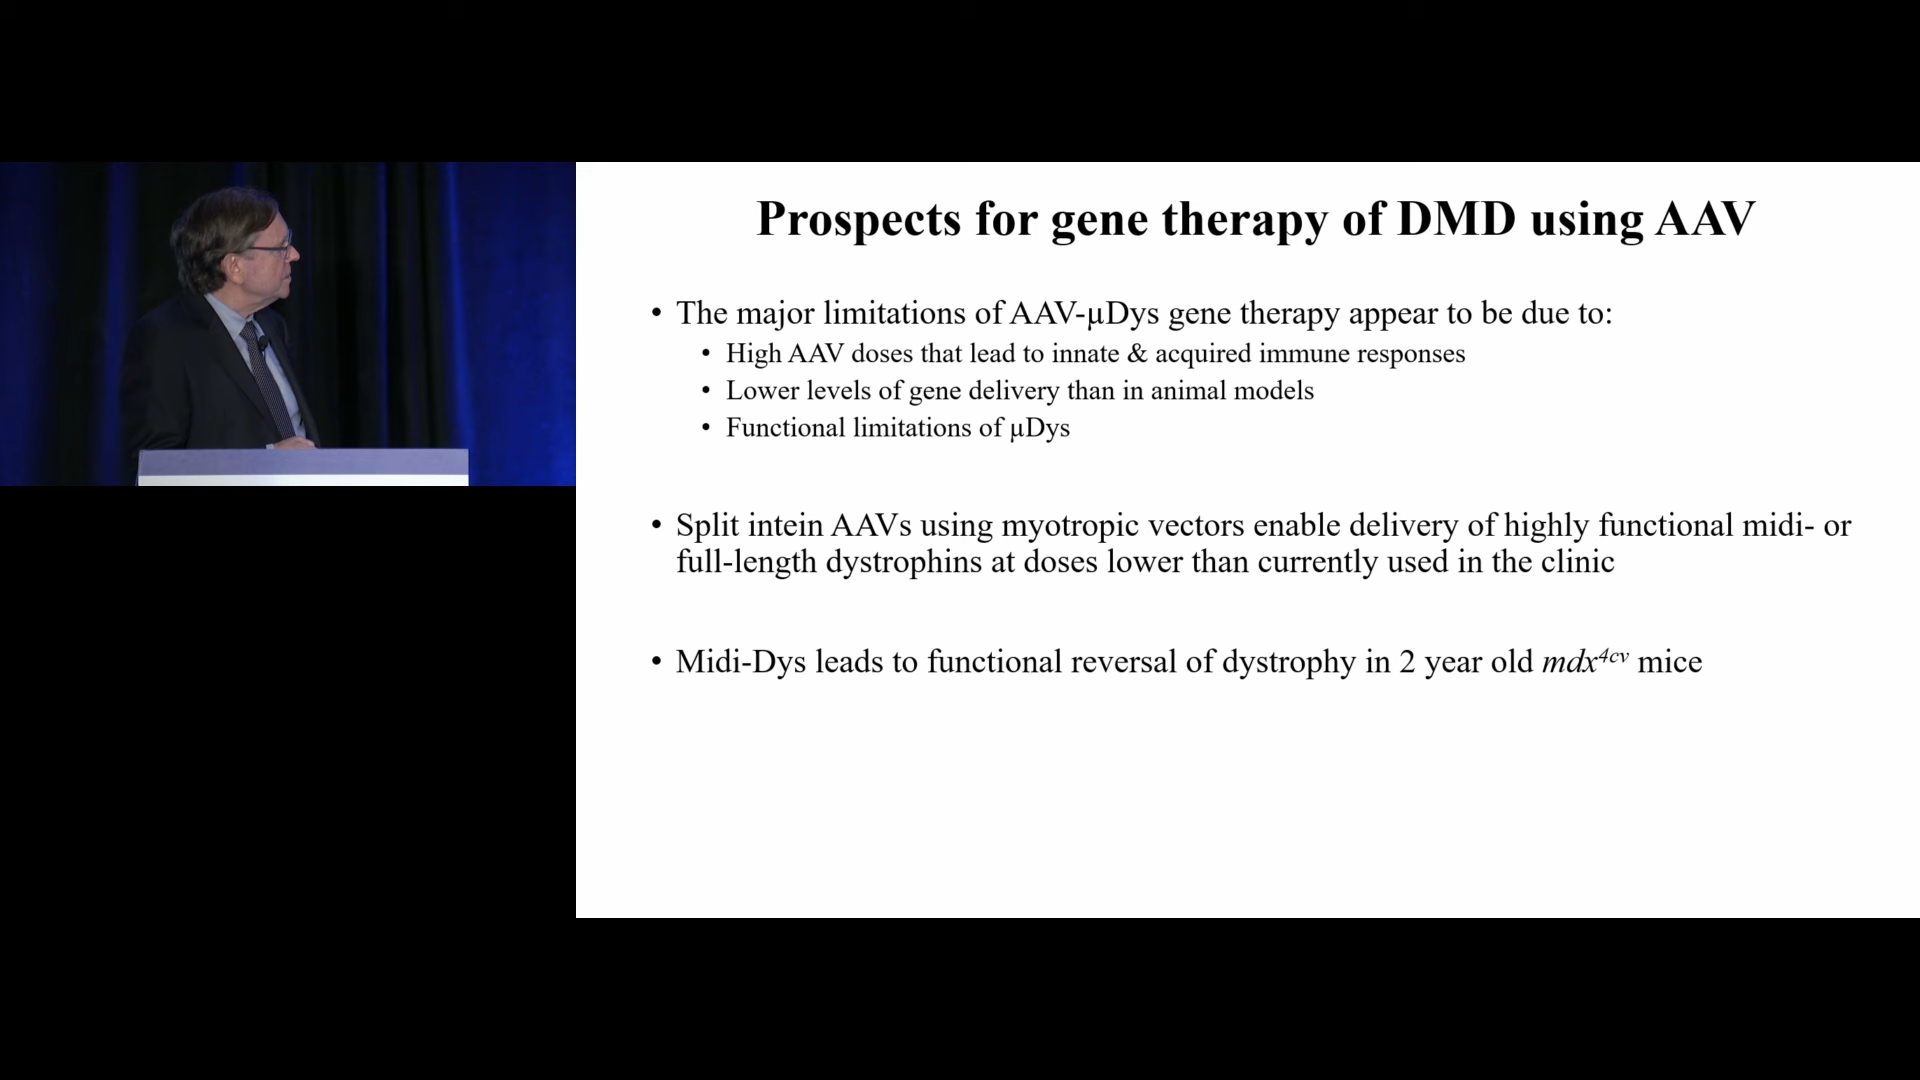 Prospects for gene therapy of DMD using AAV
• The major limitations of AAV-µDys gene therapy appear to be due to:
• High AAV doses that lead to innate & acquired immune responses
• Lower levels of gene delivery than in animal models
• Functional limitations of µDys
• Split intein AAVs using myotropic vectors enable delivery of highly functional midi- or
full-length dystrophins at doses lower than currently used in the clinic
• Midi-Dys leads to functional reversal of dystrophy in 2 year old mdx⁴ᶜᵛ mice